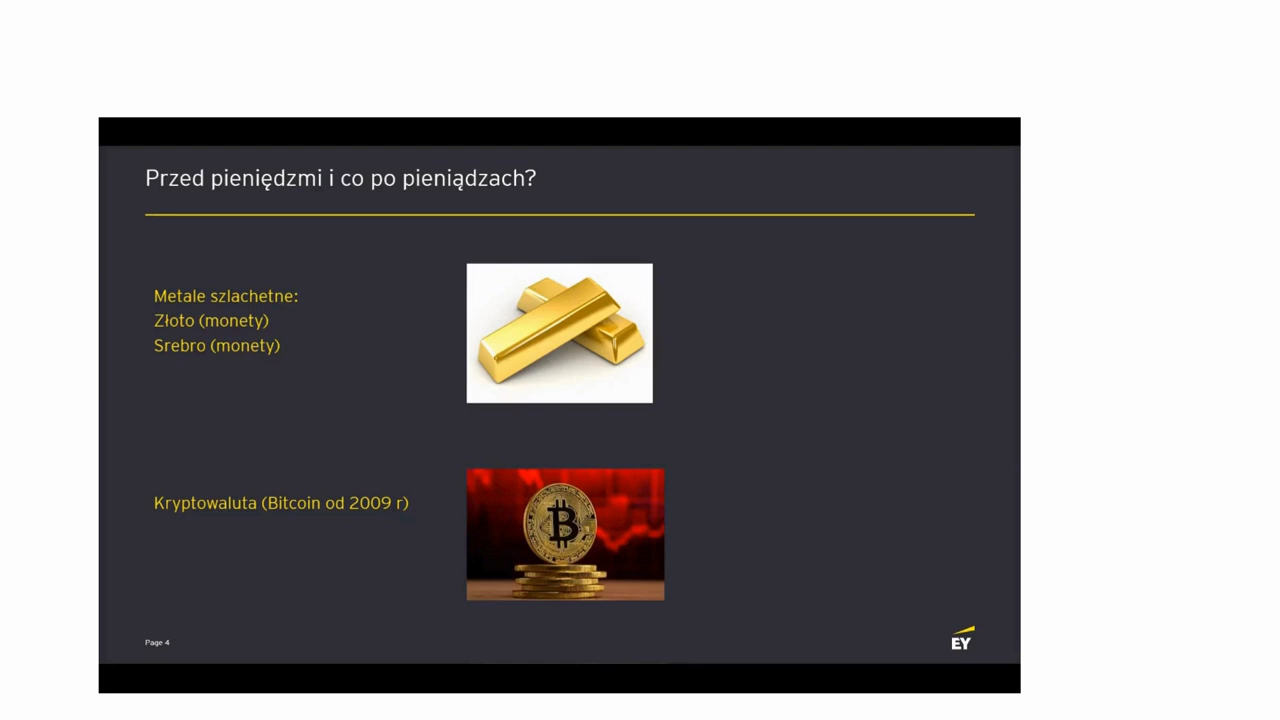 Przed pieniędzmi i co po pieniądzach?
Metale szlachetne:
Złoto (monety)
Srebro (monety)
Kryptowaluta (Bitcoin od 2009 r)
Page 4
EY